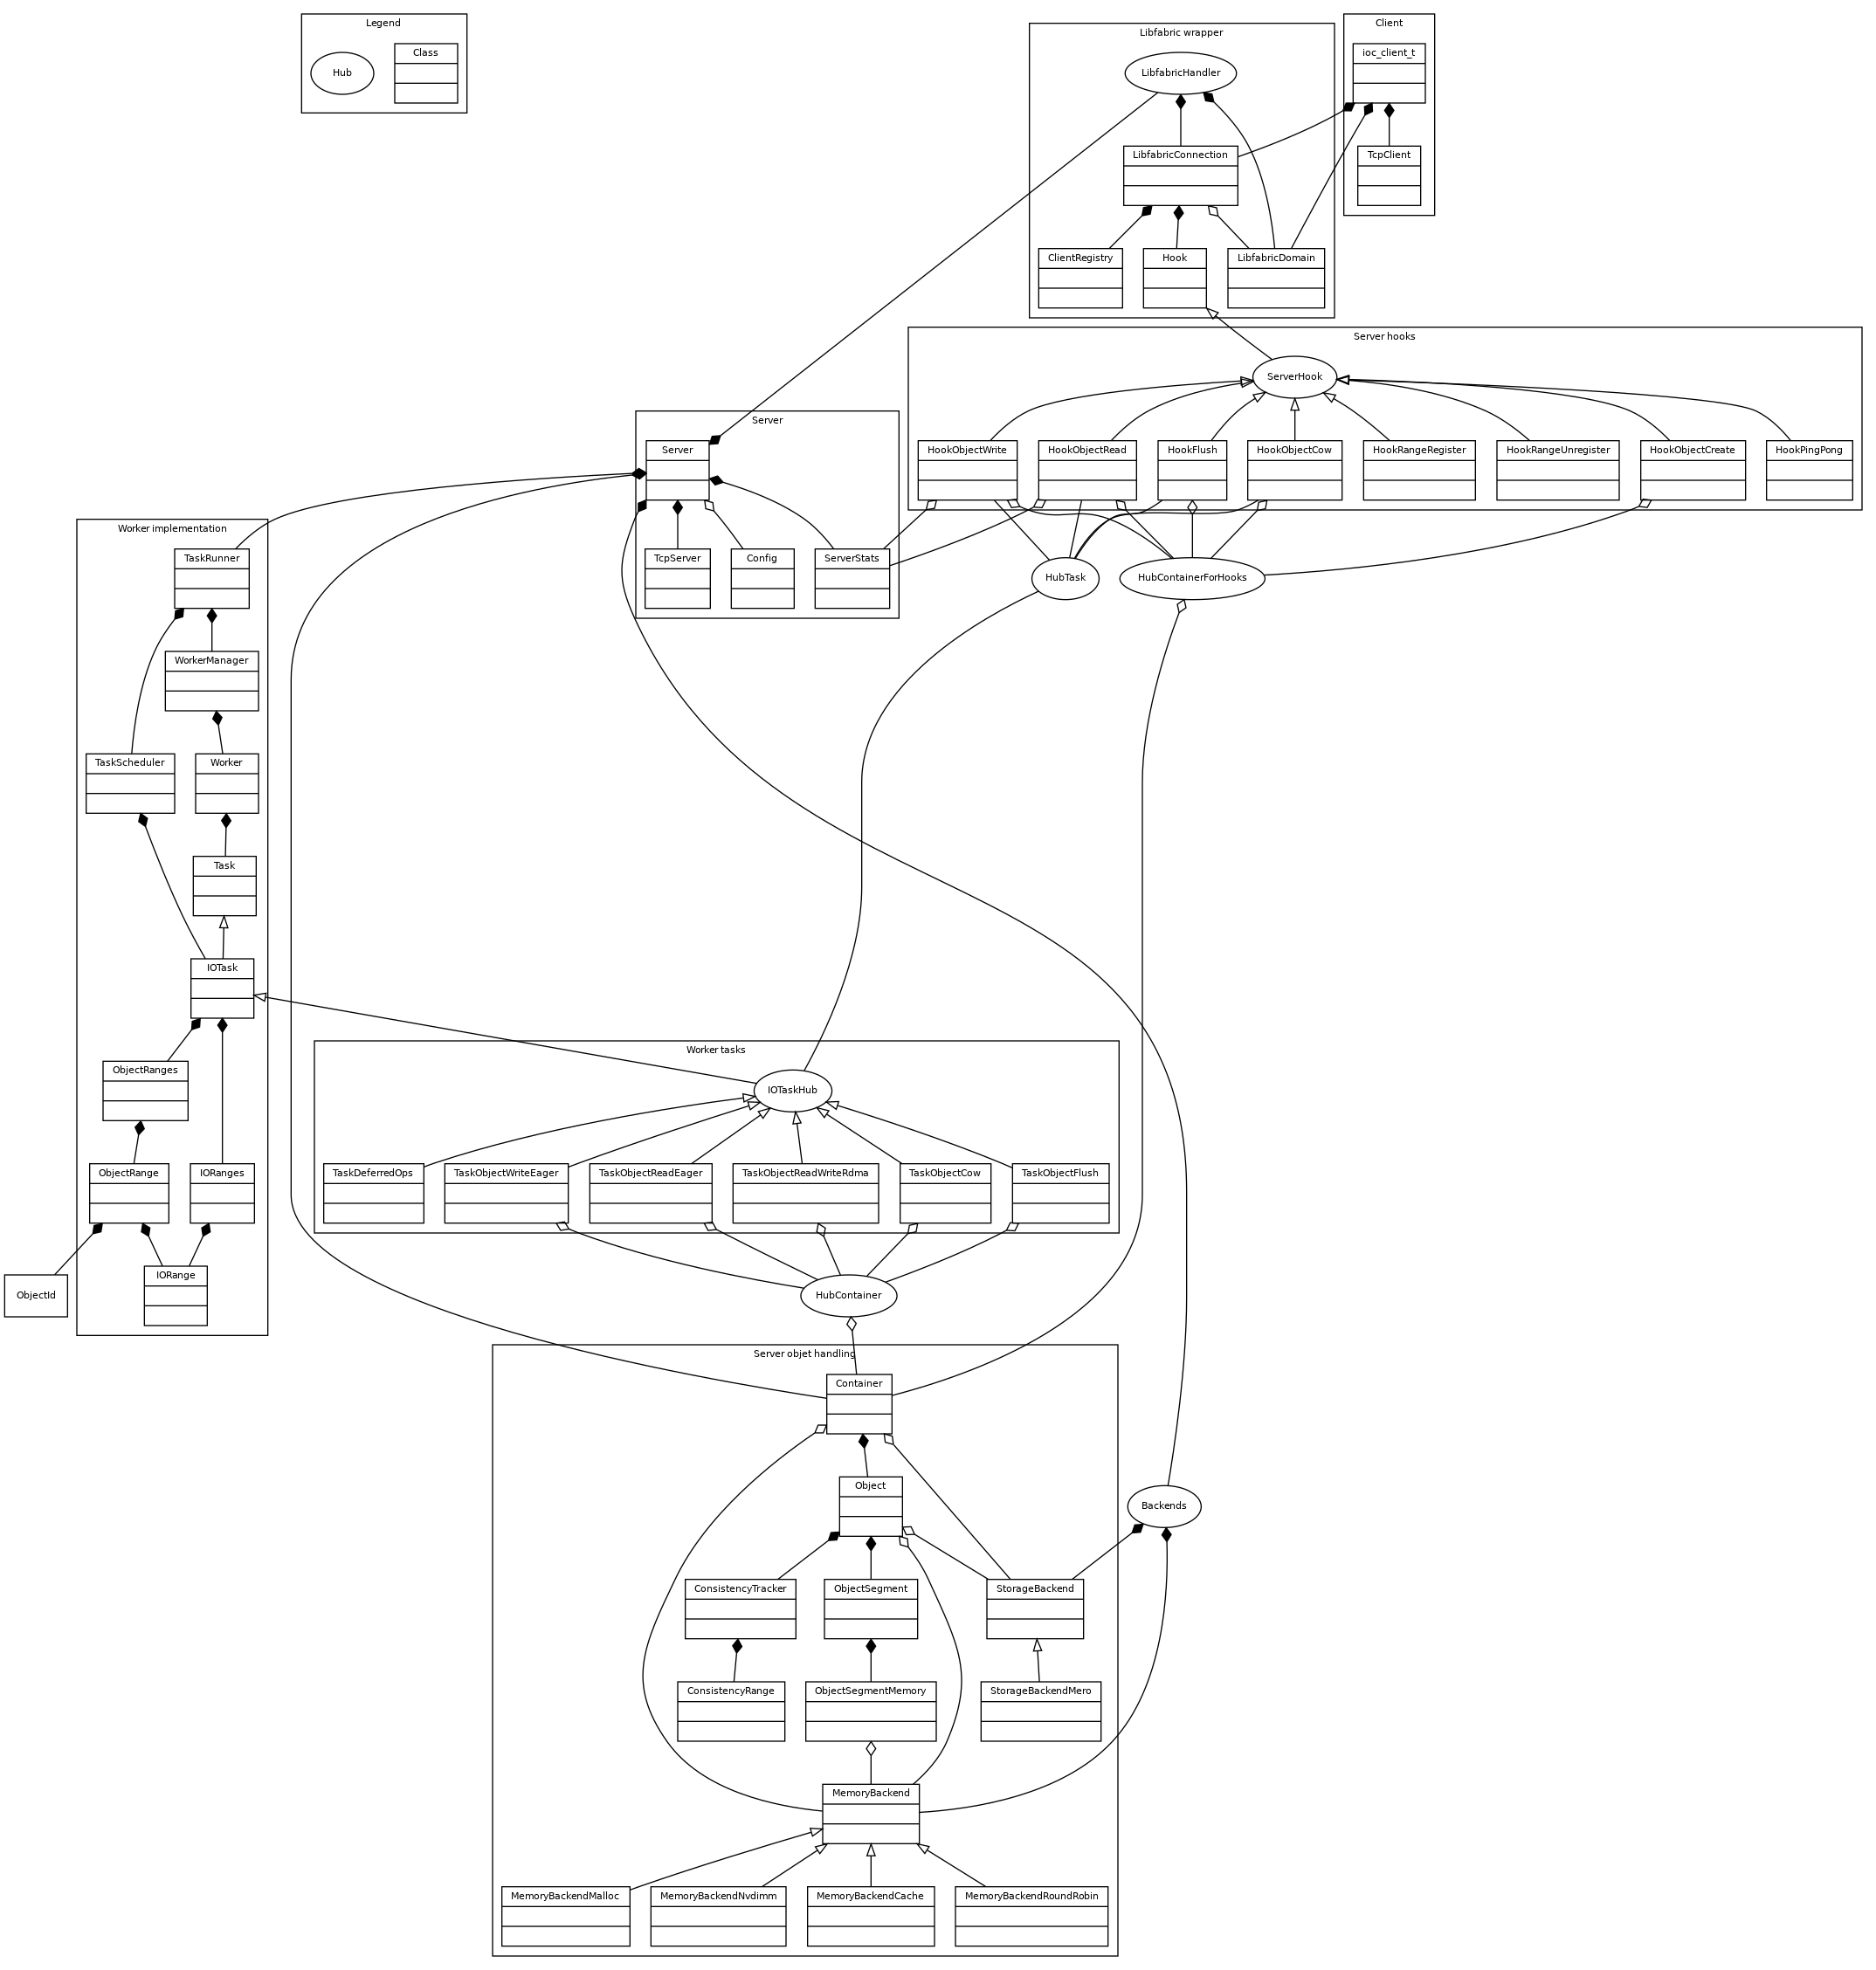 Legend
Hub
Class
Libfabric wrapper
LibfabricHandler
LibfabricConnection
ClientRegistry
Hook
LibfabricDomain
Client
ioc_client_t
TcpClient
Server hooks
ServerHook
HookObjectWrite
HookObjectRead
HookFlush
HookObjectCow
HookRangeRegister
HookRangeUnregister
HookObjectCreate
HookPingPong
Server
Server
TcpServer
Config
ServerStats
HubTask
HubContainerForHooks
Worker implementation
TaskRunner
WorkerManager
TaskScheduler
Worker
Task
IOTask
ObjectRanges
ObjectRange
IORanges
IORange
ObjectId
Worker tasks
IOTaskHub
TaskDeferredOps
TaskObjectWriteEager
TaskObjectReadEager
TaskObjectReadWriteRdma
TaskObjectCow
TaskObjectFlush
HubContainer
Server objet handling
Container
Object
Backends
ConsistencyTracker
ObjectSegment
StorageBackend
ConsistencyRange
ObjectSegmentMemory
StorageBackendMero
MemoryBackend
MemoryBackendMalloc
MemoryBackendNvdimm
MemoryBackendCache
MemoryBackendRoundRobin